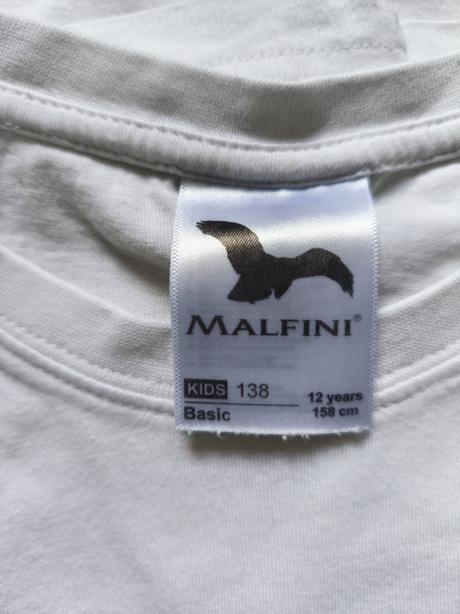 MALFINI®
KIDS 138
12 years
Basic
158 cm